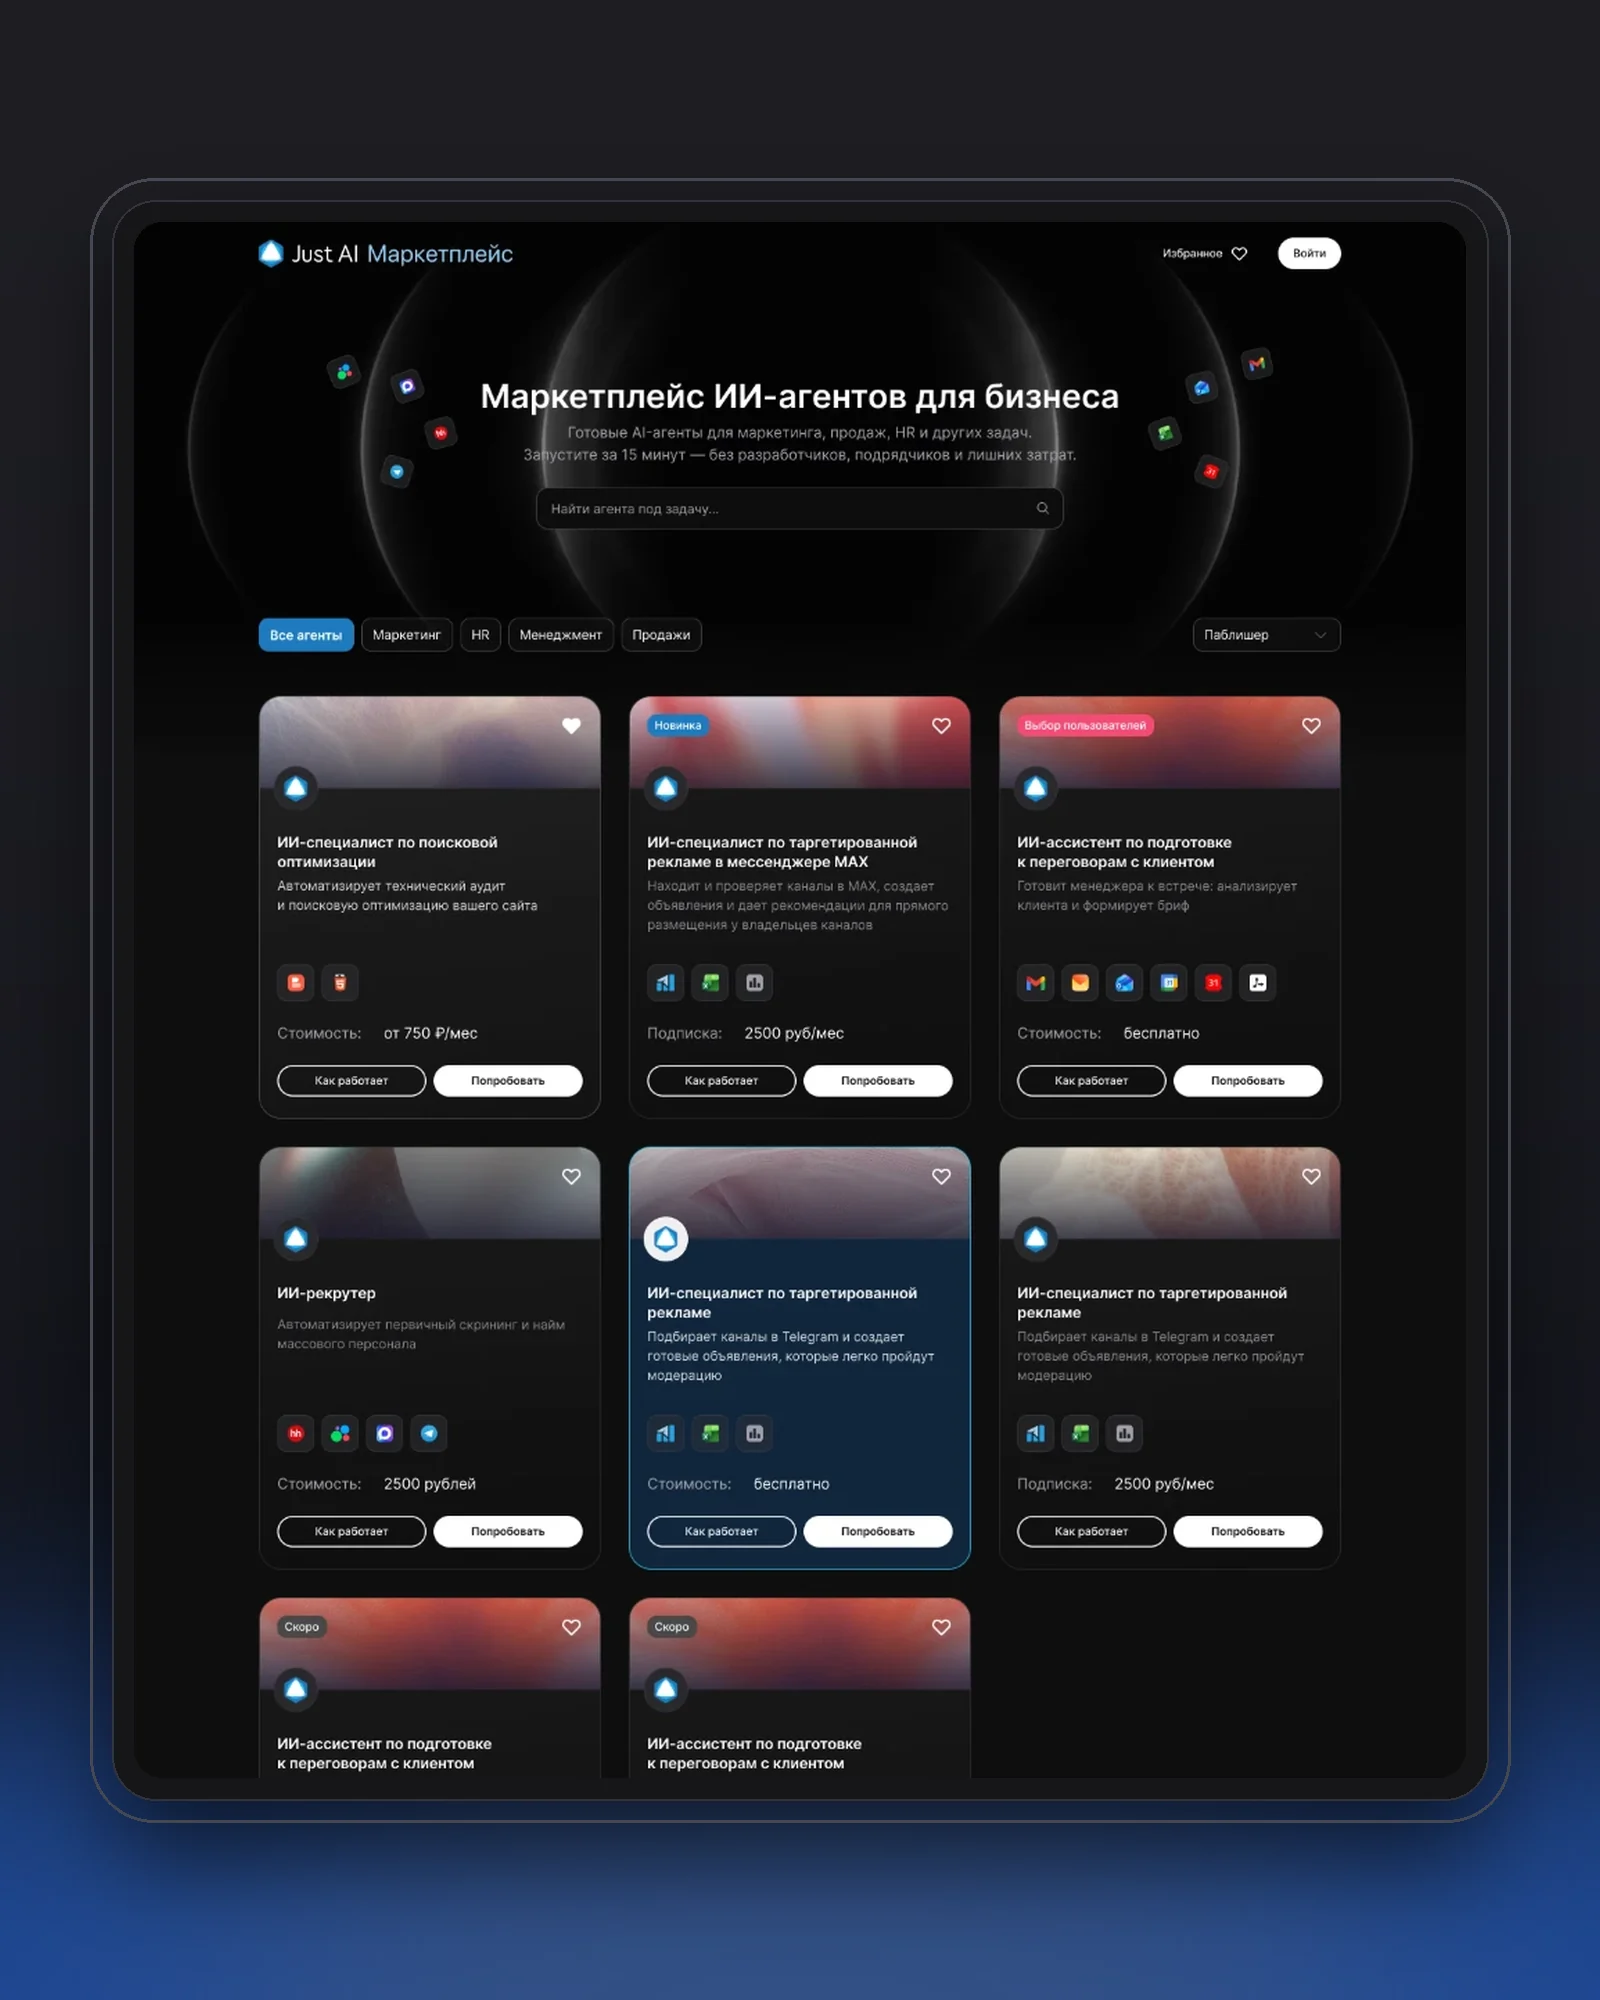 Just AI Маркетплейс
Избранное
Войти
Маркетплейс ИИ-агентов для бизнеса
Готовые AI-агенты для маркетинга, продаж, HR и других задач.
Запустите за 15 минут — без разработчиков, подрядчиков и лишних затрат.
Найти агента под задачу...
Все агенты
Маркетинг
HR
Менеджмент
Продажи
Паблишер
ИИ-специалист по поисковой
оптимизации
Автоматизирует технический аудит
и поисковую оптимизацию вашего сайта
Стоимость: от 750 ₽/мес
Как работает
Попробовать
Новинка
ИИ-специалист по таргетированной
рекламе в мессенджере MAX
Находит и проверяет каналы в MAX, создает
объявления и дает рекомендации для прямого
размещения у владельцев каналов
Подписка: 2500 руб/мес
Как работает
Попробовать
Выбор пользователей
ИИ-ассистент по подготовке
к переговорам с клиентом
Готовит менеджера к встрече: анализирует
клиента и формирует бриф
31
Стоимость: бесплатно
Как работает
Попробовать
ИИ-рекрутер
Автоматизирует первичный скрининг и найм
массового персонала
hh
Стоимость: 2500 рублей
Как работает
Попробовать
ИИ-специалист по таргетированной
рекламе
Подбирает каналы в Telegram и создает
готовые объявления, которые легко пройдут
модерацию
Стоимость: бесплатно
Как работает
Попробовать
ИИ-специалист по таргетированной
рекламе
Подбирает каналы в Telegram и создает
готовые объявления, которые легко пройдут
модерацию
Подписка: 2500 руб/мес
Как работает
Попробовать
Скоро
ИИ-ассистент по подготовке
к переговорам с клиентом
Скоро
ИИ-ассистент по подготовке
к переговорам с клиентом